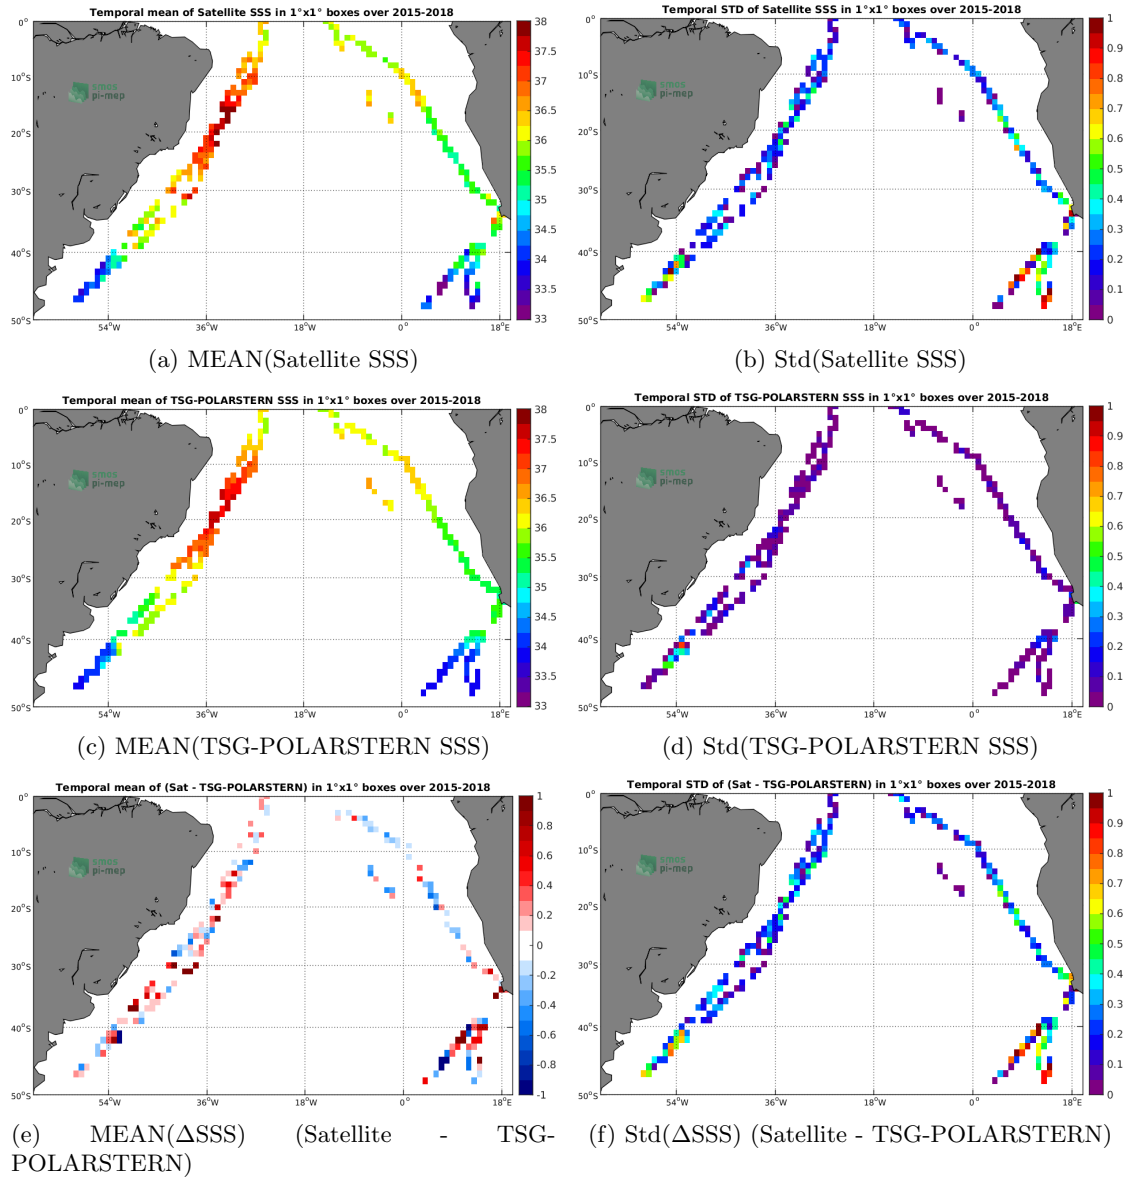 Temporal mean of Satellite SSS in 1°x1° boxes over 2015-2018
0°
10°S
20°S
30°S
40°S
50°S
54°W
36°W
18°W
0°
18°E
38
37.5
37
36.5
36
35.5
35
34.5
34
33.5
33
smos
pi-mep
(a) MEAN(Satellite SSS)
Temporal STD of Satellite SSS in 1°x1° boxes over 2015-2018
0°
10°S
20°S
30°S
40°S
50°S
54°W
36°W
18°W
0°
18°E
1
0.9
0.8
0.7
0.6
0.5
0.4
0.3
0.2
0.1
0
smos
pi-mep
(b) Std(Satellite SSS)
Temporal mean of TSG-POLARSTERN SSS in 1°x1° boxes over 2015-2018
0°
10°S
20°S
30°S
40°S
50°S
54°W
36°W
18°W
0°
18°E
38
37.5
37
36.5
36
35.5
35
34.5
34
33.5
33
smos
pi-mep
(c) MEAN(TSG-POLARSTERN SSS)
Temporal STD of TSG-POLARSTERN SSS in 1°x1° boxes over 2015-2018
0°
10°S
20°S
30°S
40°S
50°S
54°W
36°W
18°W
0°
18°E
1
0.9
0.8
0.7
0.6
0.5
0.4
0.3
0.2
0.1
0
smos
pi-mep
(d) Std(TSG-POLARSTERN SSS)
Temporal mean of (Sat - TSG-POLARSTERN) in 1°x1° boxes over 2015-2018
0°
10°S
20°S
30°S
40°S
50°S
54°W
36°W
18°W
0°
18°E
1
0.8
0.6
0.4
0.2
0.1
0
-0.1
-0.2
-0.4
-0.6
-0.8
-1
smos
pi-mep
(e) MEAN(ΔSSS) (Satellite - TSG-
POLARSTERN)
Temporal STD of (Sat - TSG-POLARSTERN) in 1°x1° boxes over 2015-2018
0°
10°S
20°S
30°S
40°S
50°S
54°W
36°W
18°W
0°
18°E
1
0.9
0.8
0.7
0.6
0.5
0.4
0.3
0.2
0.1
0
smos
pi-mep
(f) Std(ΔSSS) (Satellite - TSG-POLARSTERN)